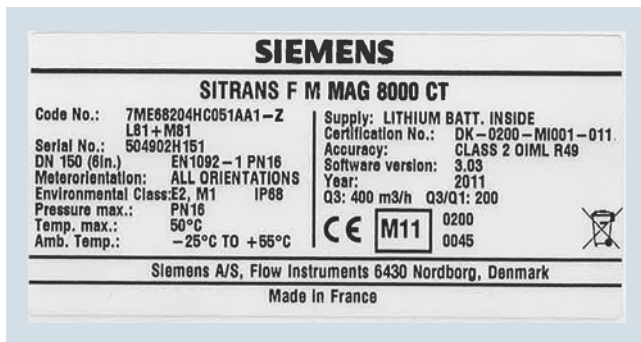 SIEMENS
SITRANS F M MAG 8000 CT
Code No.: 7ME68204HC051AA1-Z
L81+M81
Serial No.: 504902H151
DN 150 (6in.) EN1092-1 PN16
Meterorientation: ALL ORIENTATIONS
Environmental Class:E2, M1 IP68
Pressure max.: PN16
Temp. max.: 50°C
Amb. Temp.: -25°C TO +55°C
Supply: LITHIUM BATT. INSIDE
Certification No.: DK-0200-MI001-011
Accuracy: CLASS 2 OIML R49
Software version: 3.03
Year: 2011
Q3: 400 m3/h Q3/Q1: 200
CE M11 0200
0045
Siemens A/S, Flow Instruments 6430 Nordborg, Denmark
Made in France